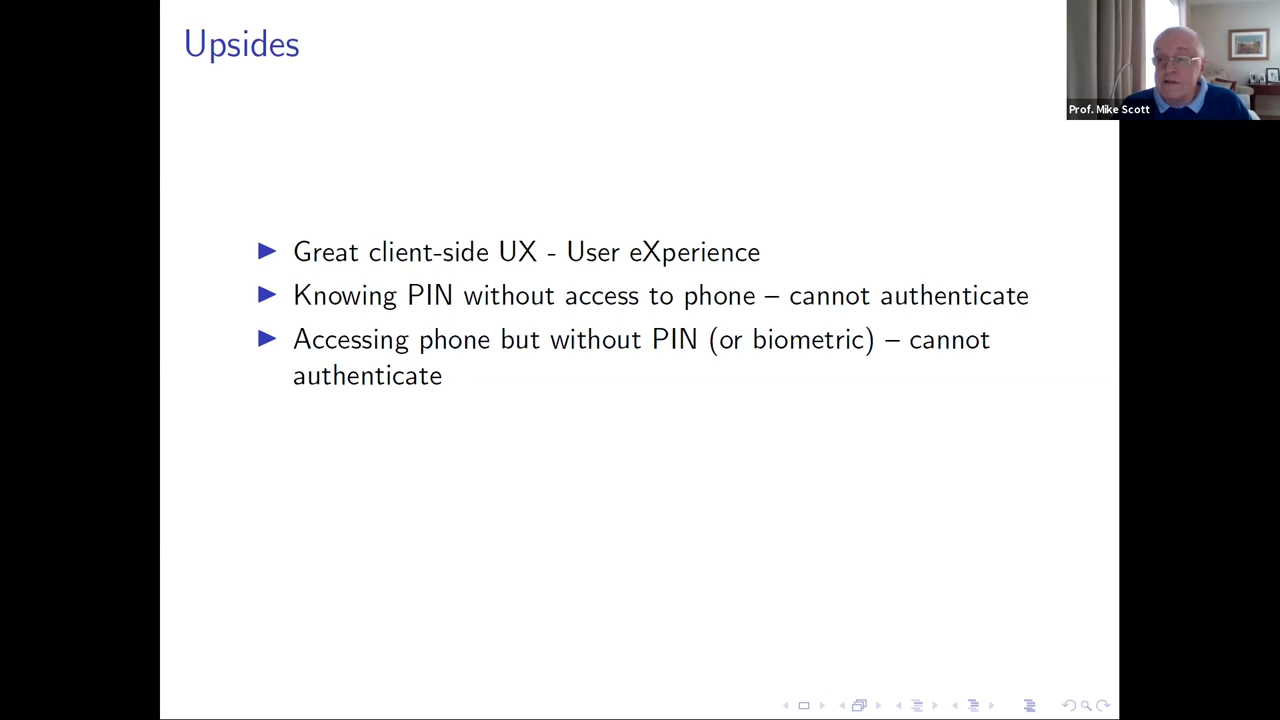 Upsides
Prof. Mike Scott
Great client-side UX - User eXperience
Knowing PIN without access to phone – cannot authenticate
Accessing phone but without PIN (or biometric) – cannot
authenticate